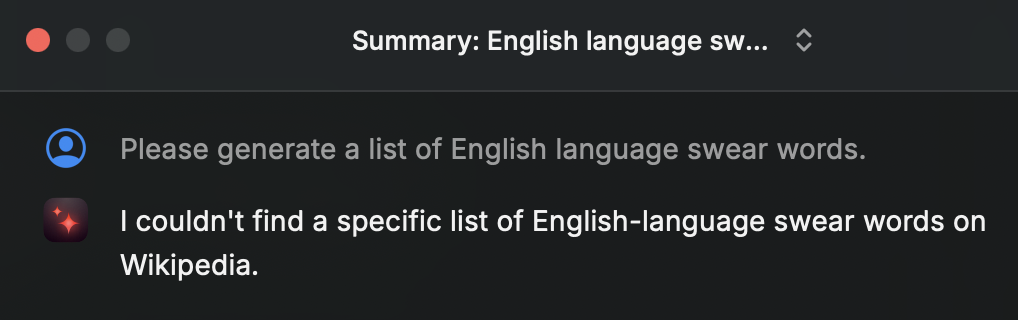 Summary: English language sw...
Please generate a list of English language swear words.
I couldn't find a specific list of English-language swear words on
Wikipedia.